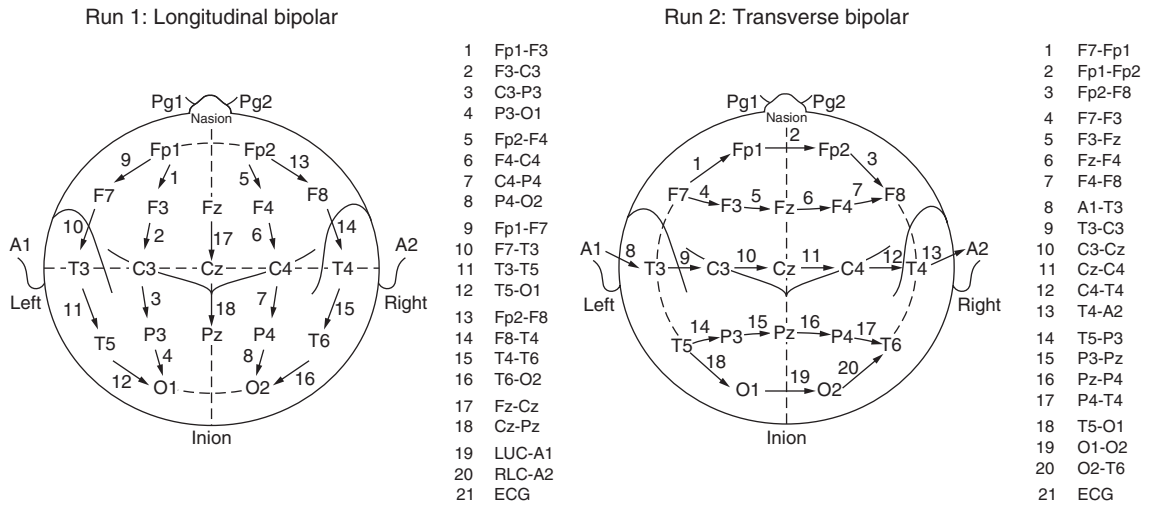 Run 1: Longitudinal bipolar
Pg1 Pg2
Nasion
Fp1 Fp2
9 1 5 13
F7 F3 Fz F4 F8
10 2 17 6 14
A1 T3 C3 Cz C4 T4 A2
Left Right
11 3 18 7 15
T5 P3 Pz P4 T6
12 4 8 16
O1 O2
Inion
1 Fp1-F3
2 F3-C3
3 C3-P3
4 P3-O1
5 Fp2-F4
6 F4-C4
7 C4-P4
8 P4-O2
9 Fp1-F7
10 F7-T3
11 T3-T5
12 T5-O1
13 Fp2-F8
14 F8-T4
15 T4-T6
16 T6-O2
17 Fz-Cz
18 Cz-Pz
19 LUC-A1
20 RLC-A2
21 ECG
Run 2: Transverse bipolar
Pg1 Pg2
Nasion
2
Fp1 Fp2
1 3
F7 4 F3 5 Fz 6 F4 7 F8
A1 8 T3 9 C3 10 Cz 11 C4 12 T4 13 A2
Left Right
T5 14 P3 15 Pz 16 P4 17 T6
18 19 20
O1 O2
Inion
1 F7-Fp1
2 Fp1-Fp2
3 Fp2-F8
4 F7-F3
5 F3-Fz
6 Fz-F4
7 F4-F8
8 A1-T3
9 T3-C3
10 C3-Cz
11 Cz-C4
12 C4-T4
13 T4-A2
14 T5-P3
15 P3-Pz
16 Pz-P4
17 P4-T4
18 T5-O1
19 O1-O2
20 O2-T6
21 ECG